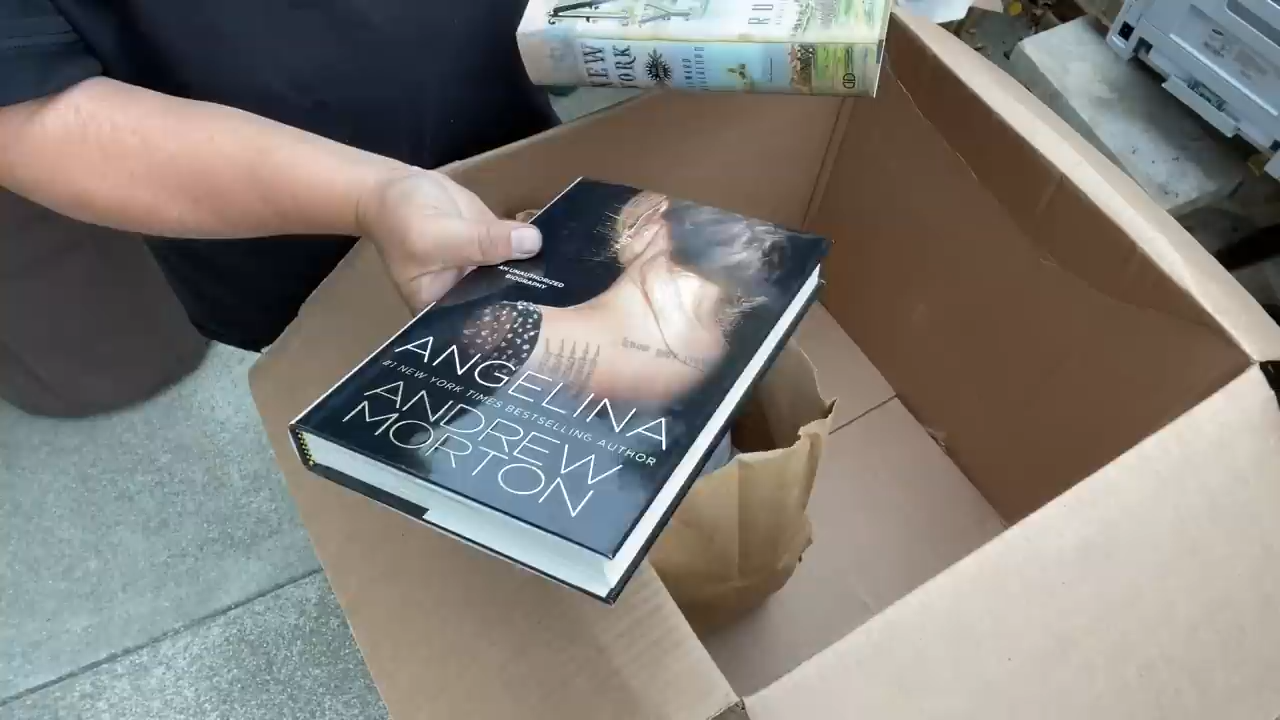 NEW
YORK
AN UNAUTHORIZED
BIOGRAPHY
ANGELINA
#1 NEW YORK TIMES BESTSELLING AUTHOR
ANDREW
MORTON